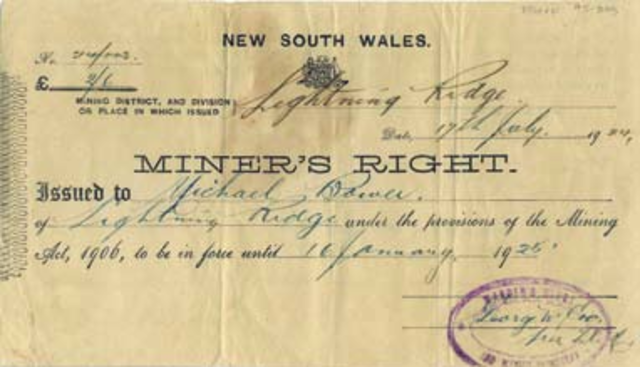 NEW SOUTH WALES.
No.
£ 2/6
MINING DISTRICT, AND DIVISION
OR PLACE IN WHICH ISSUED
Lightning Ridge.
Date, 17th July. 1924,
MINER'S RIGHT.
Issued to Michael Bower.
of Lightning Ridge under the provisions of the Mining
Act, 1906, to be in force until 16 January 1925